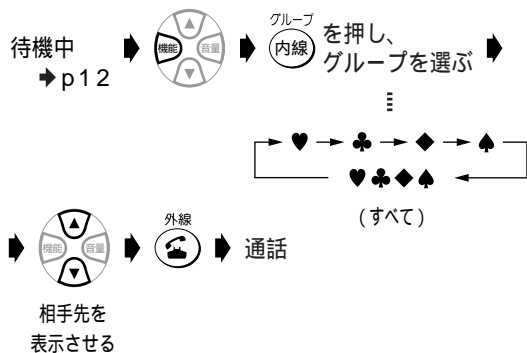 待機中
➡p12
機能
音量
グループ
内線
を押し、
グループを選ぶ
♥ → ♣ → ◆ → ♠
♥♣◆♠
(すべて)
機能
音量
外線
通話
相手先を
表示させる